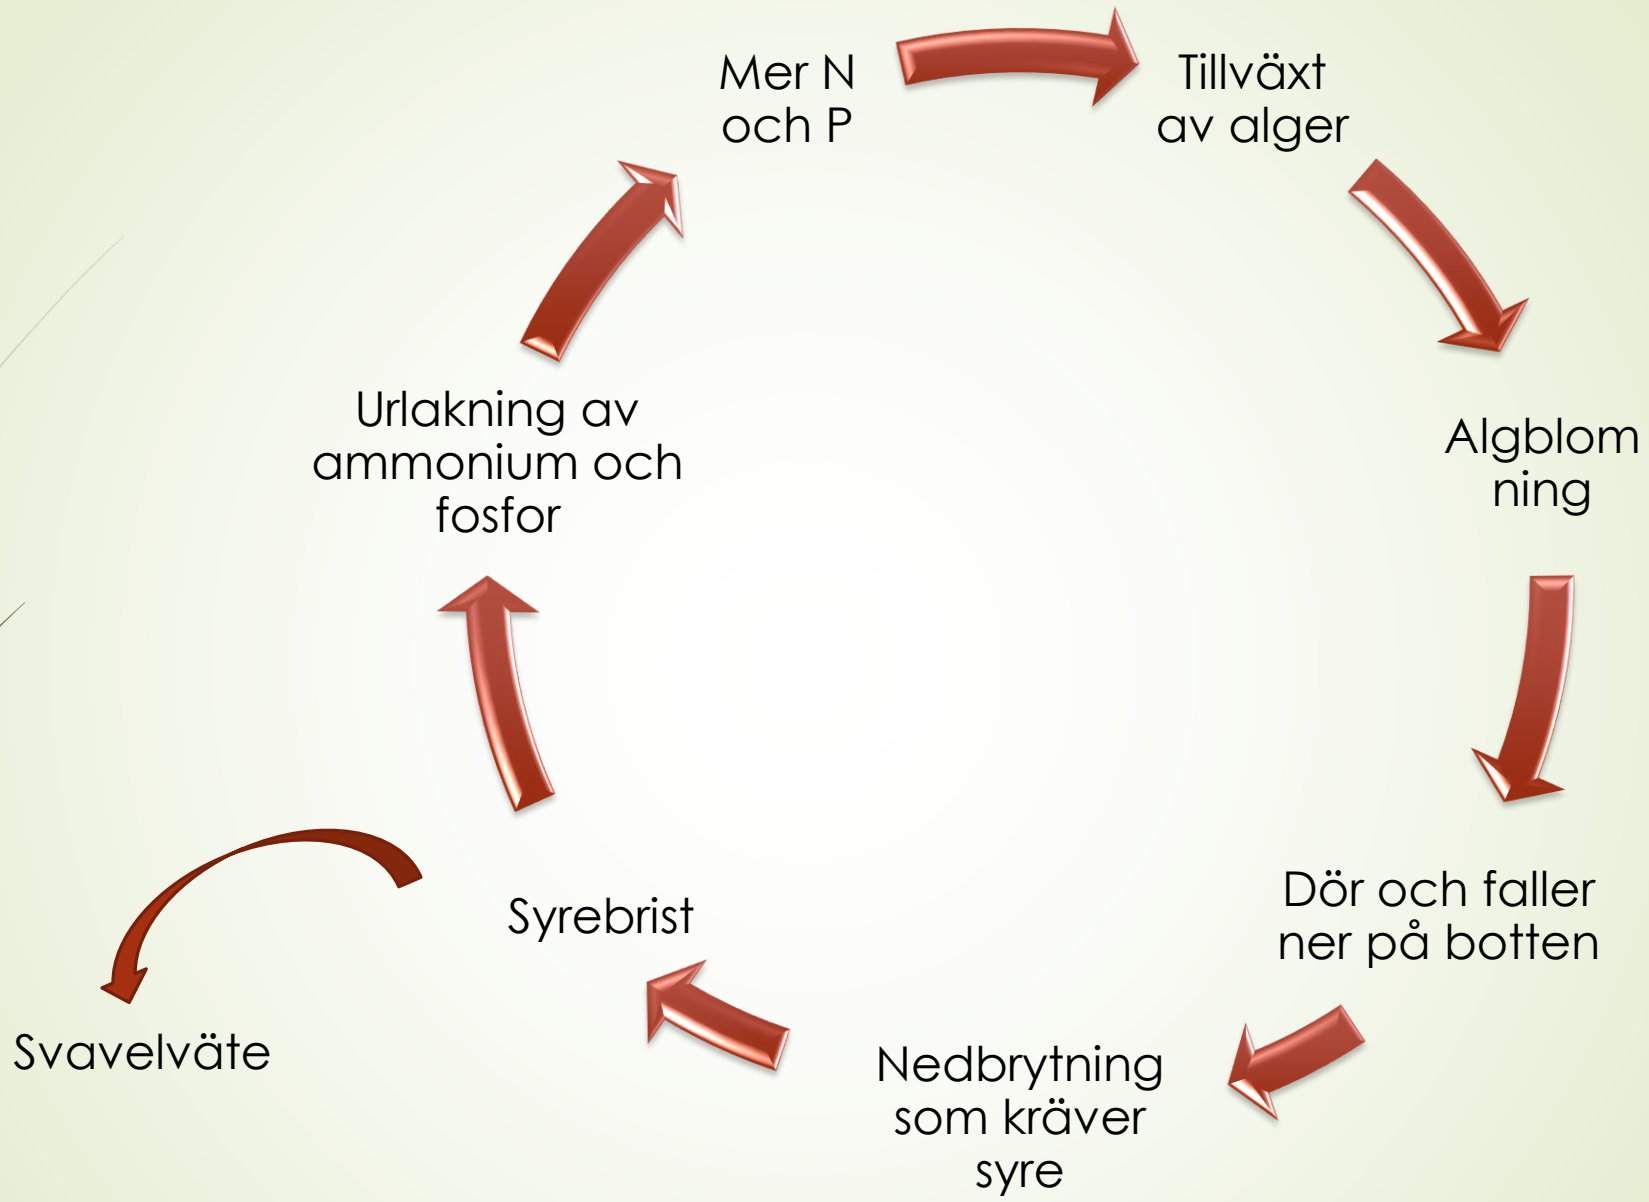 Mer N
och P
Tillväxt
av alger
Algblom
ning
Dör och faller
ner på botten
Nedbrytning
som kräver
syre
Syrebrist
Svavelväte
Urlakning av
ammonium och
fosfor